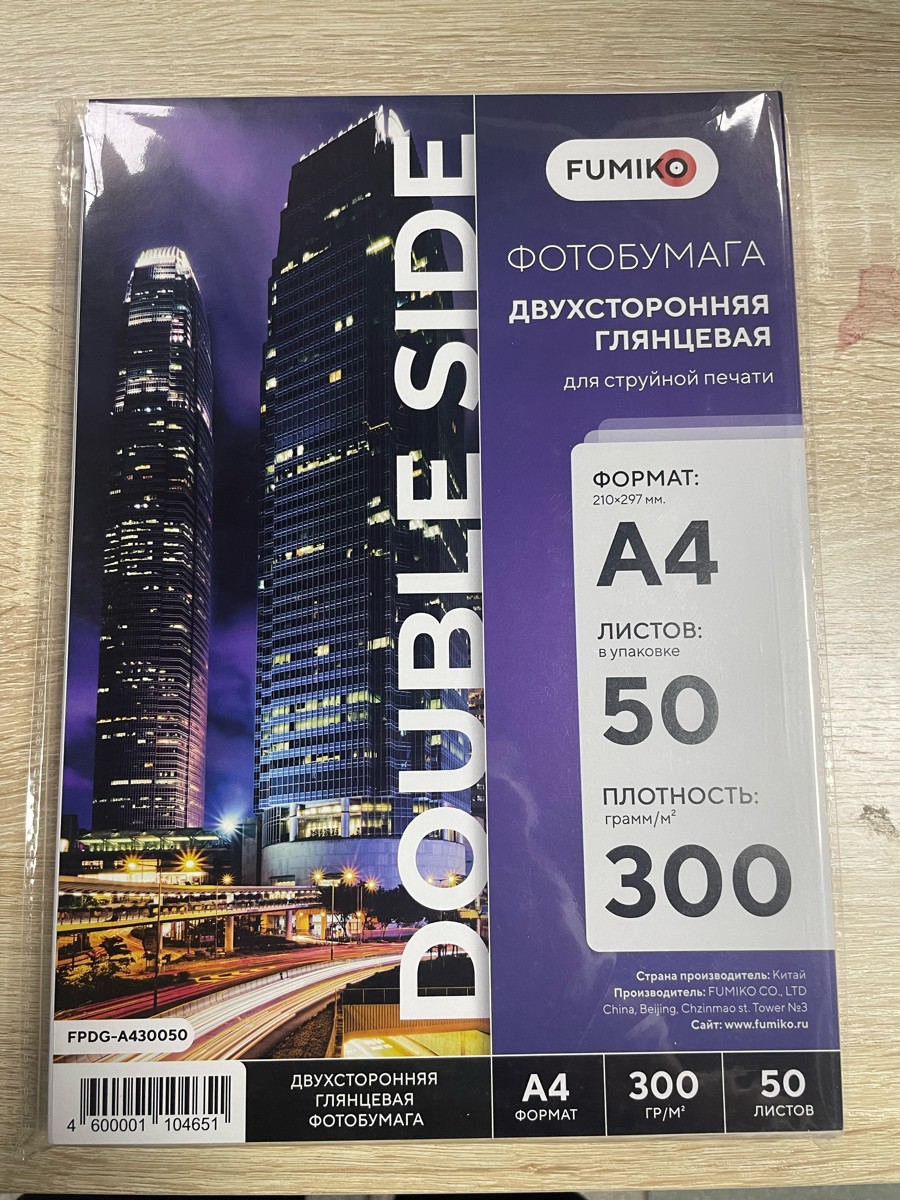 FUMIKO
ФОТОБУМАГА
ДВУХСТОРОННЯЯ
ГЛЯНЦЕВАЯ
для струйной печати
DOUBLE SIDE
ФОРМАТ:
210×297 мм.
А4
ЛИСТОВ:
в упаковке
50
ПЛОТНОСТЬ:
грамм/м²
300
Страна производитель: Китай
Производитель: FUMIKO CO., LTD
China, Beijing, Chzinmao st. Tower №3
Сайт: www.fumiko.ru
FPDG-A430050
4 600001 104651
ДВУХСТОРОННЯЯ
ГЛЯНЦЕВАЯ
ФОТОБУМАГА
А4
ФОРМАТ
300
ГР/М²
50
ЛИСТОВ